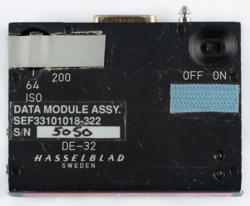 200
64
ISO
OFF ON
DATA MODULE ASSY.
SEF33101018-322
S/N 5050
DE-32
HASSELBLAD
SWEDEN